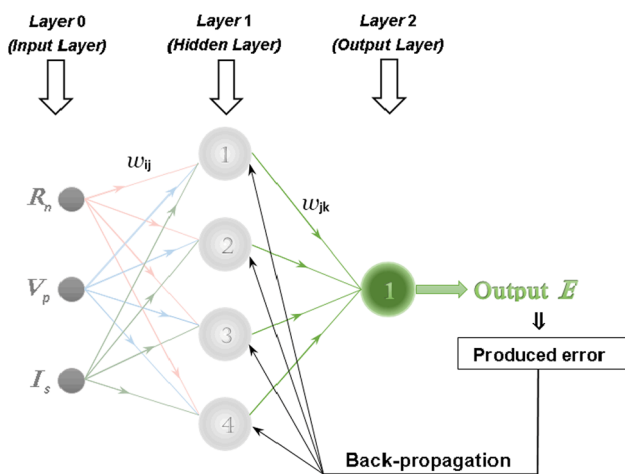 Layer 0
(Input Layer)
Layer 1
(Hidden Layer)
Layer 2
(Output Layer)
wij
wjk
Rn
Vp
Is
1
2
3
4
1
Output E
Produced error
Back-propagation